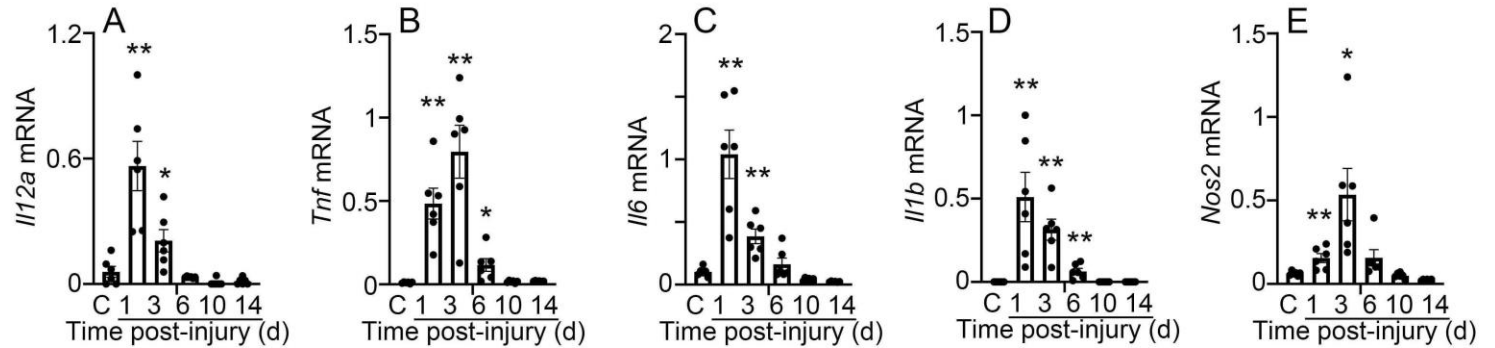 A
Il12a mRNA
1.2
0.6
0
**
*
C 1 3 6 10 14
Time post-injury (d)
B
Tnf mRNA
1.5
1
0.5
0
**
**
*
C 1 3 6 10 14
Time post-injury (d)
C
Il6 mRNA
2
1
0
**
**
C 1 3 6 10 14
Time post-injury (d)
D
Il1b mRNA
1.5
1
0.5
0
**
**
**
C 1 3 6 10 14
Time post-injury (d)
E
Nos2 mRNA
1.5
1
0.5
0
**
*
C 1 3 6 10 14
Time post-injury (d)